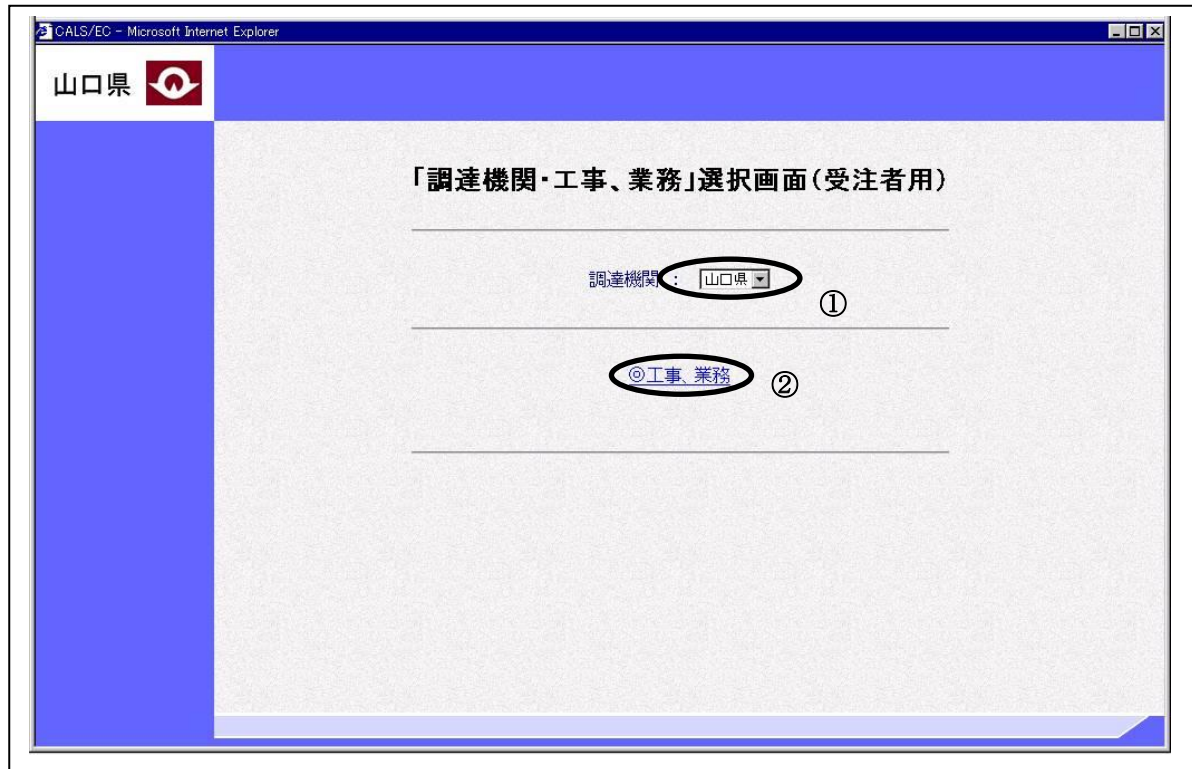 CALS/EC - Microsoft Internet Explorer
山口県
「調達機関・工事、業務」選択画面(受注者用)
調達機関 : 山口県
①
◎工事、業務
②